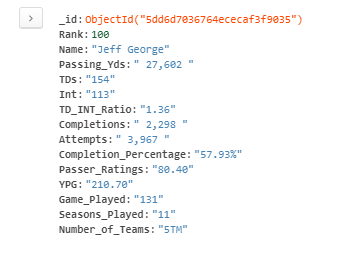 _id:ObjectId("5dd6d7036764ececaf3f9035")
Rank:100
Name:"Jeff George"
Passing_Yds:" 27,602 "
TDs:"154"
Int:"113"
TD_INT_Ratio:"1.36"
Completions:" 2,298 "
Attempts:" 3,967 "
Completion_Percentage:"57.93%"
Passer_Ratings:"80.40"
YPG:"210.70"
Game_Played:"131"
Seasons_Played:"11"
Number_of_Teams:"5TM"